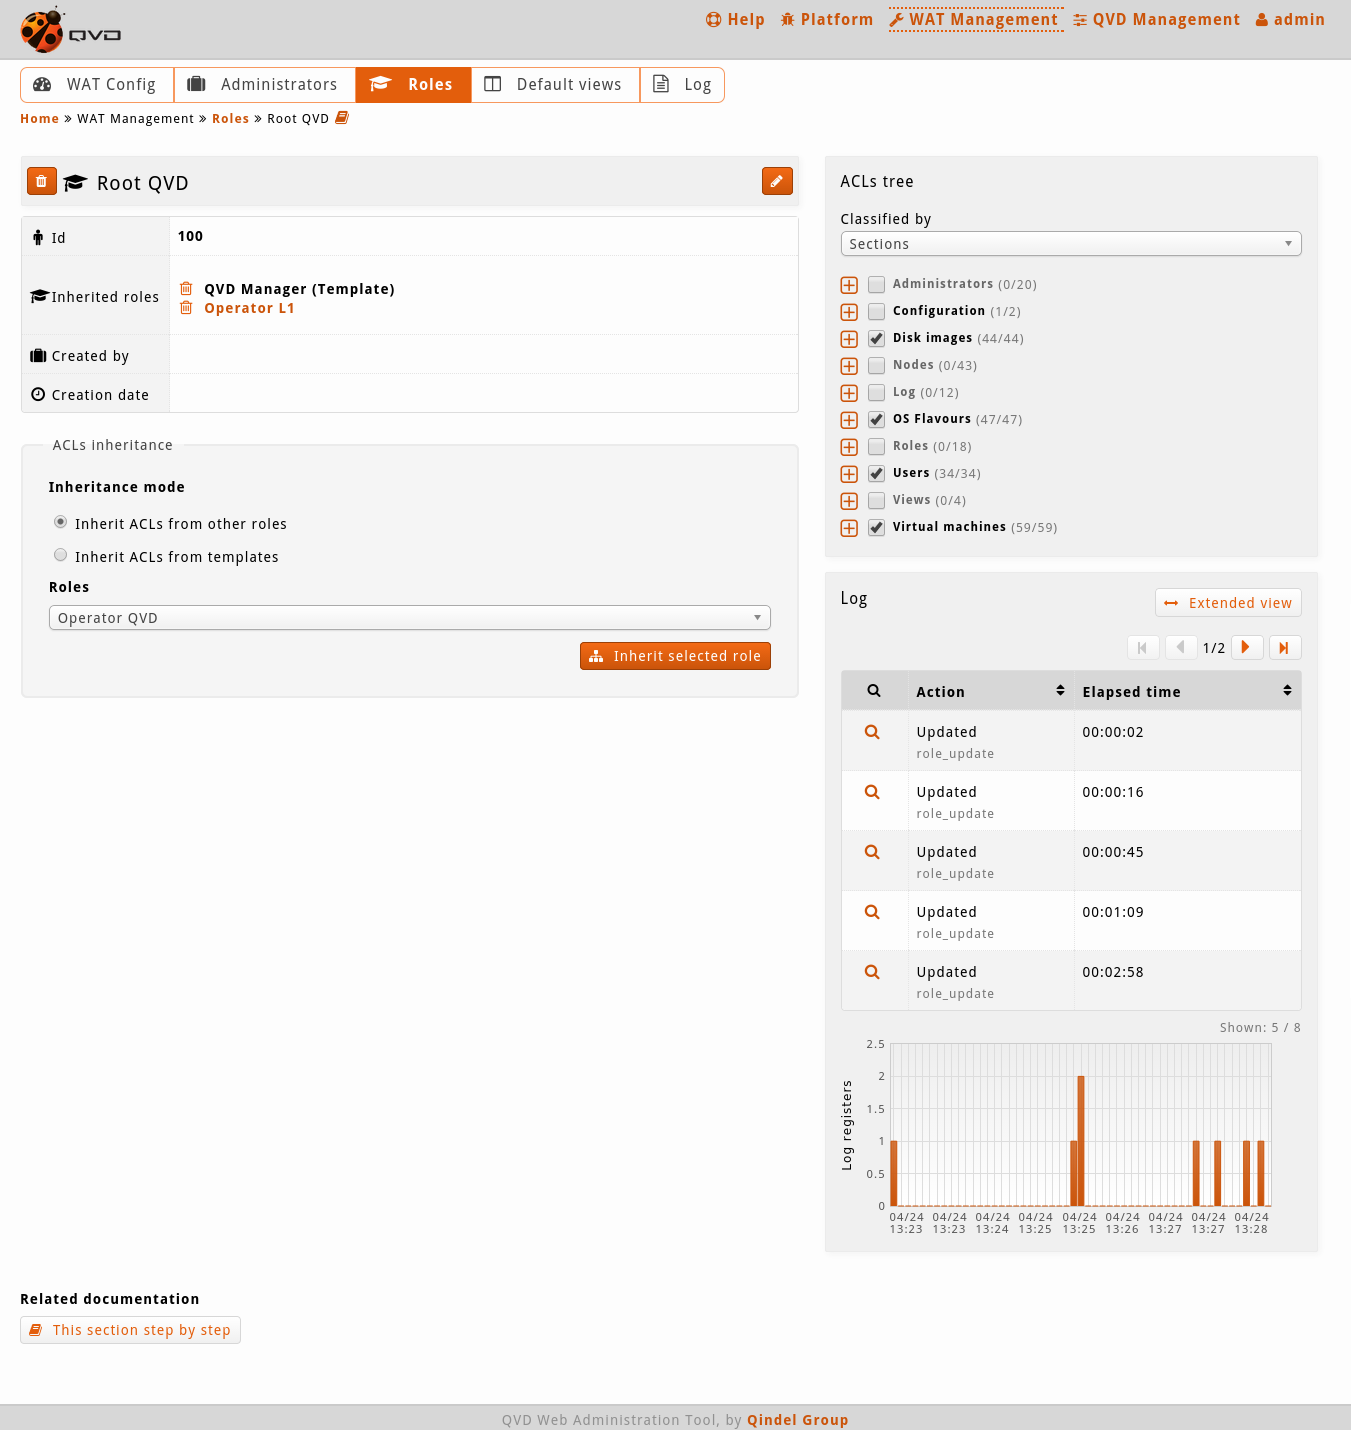 QVD
Help Platform WAT Management QVD Management admin
WAT Config Administrators Roles Default views Log
Home » WAT Management » Roles » Root QVD
Root QVD
Id 100
Inherited roles
QVD Manager (Template)
Operator L1
Created by
Creation date
ACLs inheritance
Inheritance mode
Inherit ACLs from other roles
Inherit ACLs from templates
Roles
Operator QVD
Inherit selected role
ACLs tree
Classified by
Sections
Administrators (0/20)
Configuration (1/2)
Disk images (44/44)
Nodes (0/43)
Log (0/12)
OS Flavours (47/47)
Roles (0/18)
Users (34/34)
Views (0/4)
Virtual machines (59/59)
Log
Extended view
1/2
Action Elapsed time
Updated 00:00:02
role_update
Updated 00:00:16
role_update
Updated 00:00:45
role_update
Updated 00:01:09
role_update
Updated 00:02:58
role_update
Shown: 5 / 8
Log registers
2.5
2
1.5
1
0.5
0
04/24 04/24 04/24 04/24 04/24 04/24 04/24 04/24 04/24
13:23 13:23 13:24 13:25 13:25 13:26 13:27 13:27 13:28
Related documentation
This section step by step
QVD Web Administration Tool, by Qindel Group